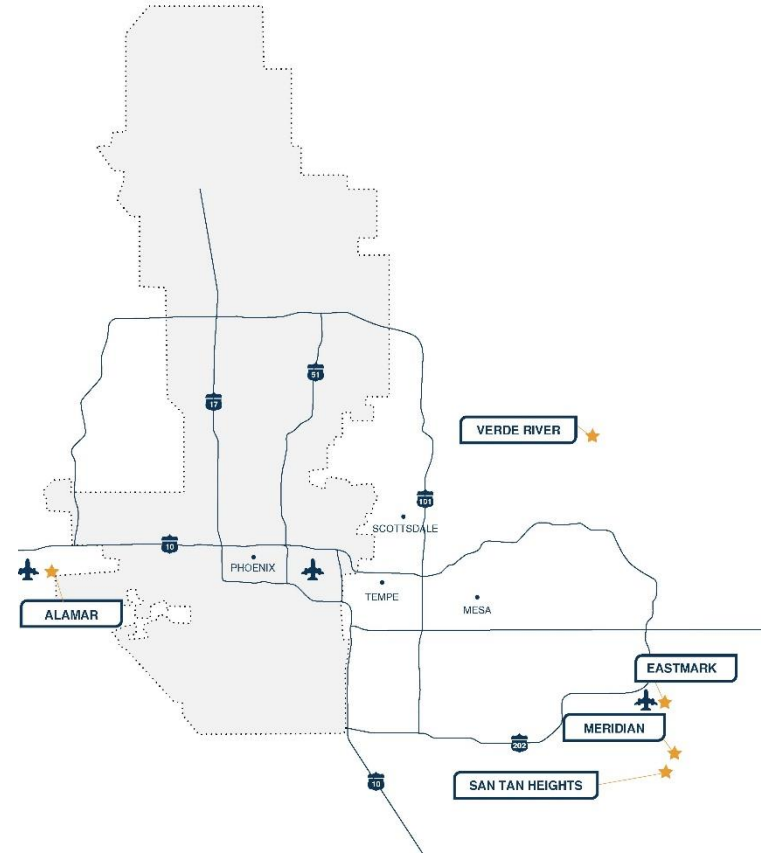 51
17
VERDE RIVER
101
SCOTTSDALE
10
PHOENIX
TEMPE
MESA
ALAMAR
EASTMARK
MERIDIAN
202
SAN TAN HEIGHTS
10